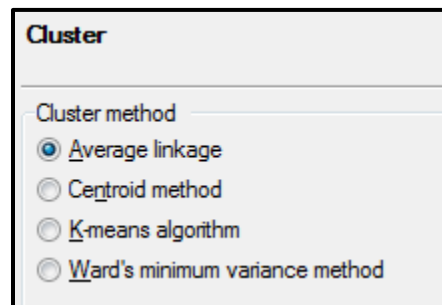 Cluster
Cluster method
Average linkage
Centroid method
K-means algorithm
Ward's minimum variance method